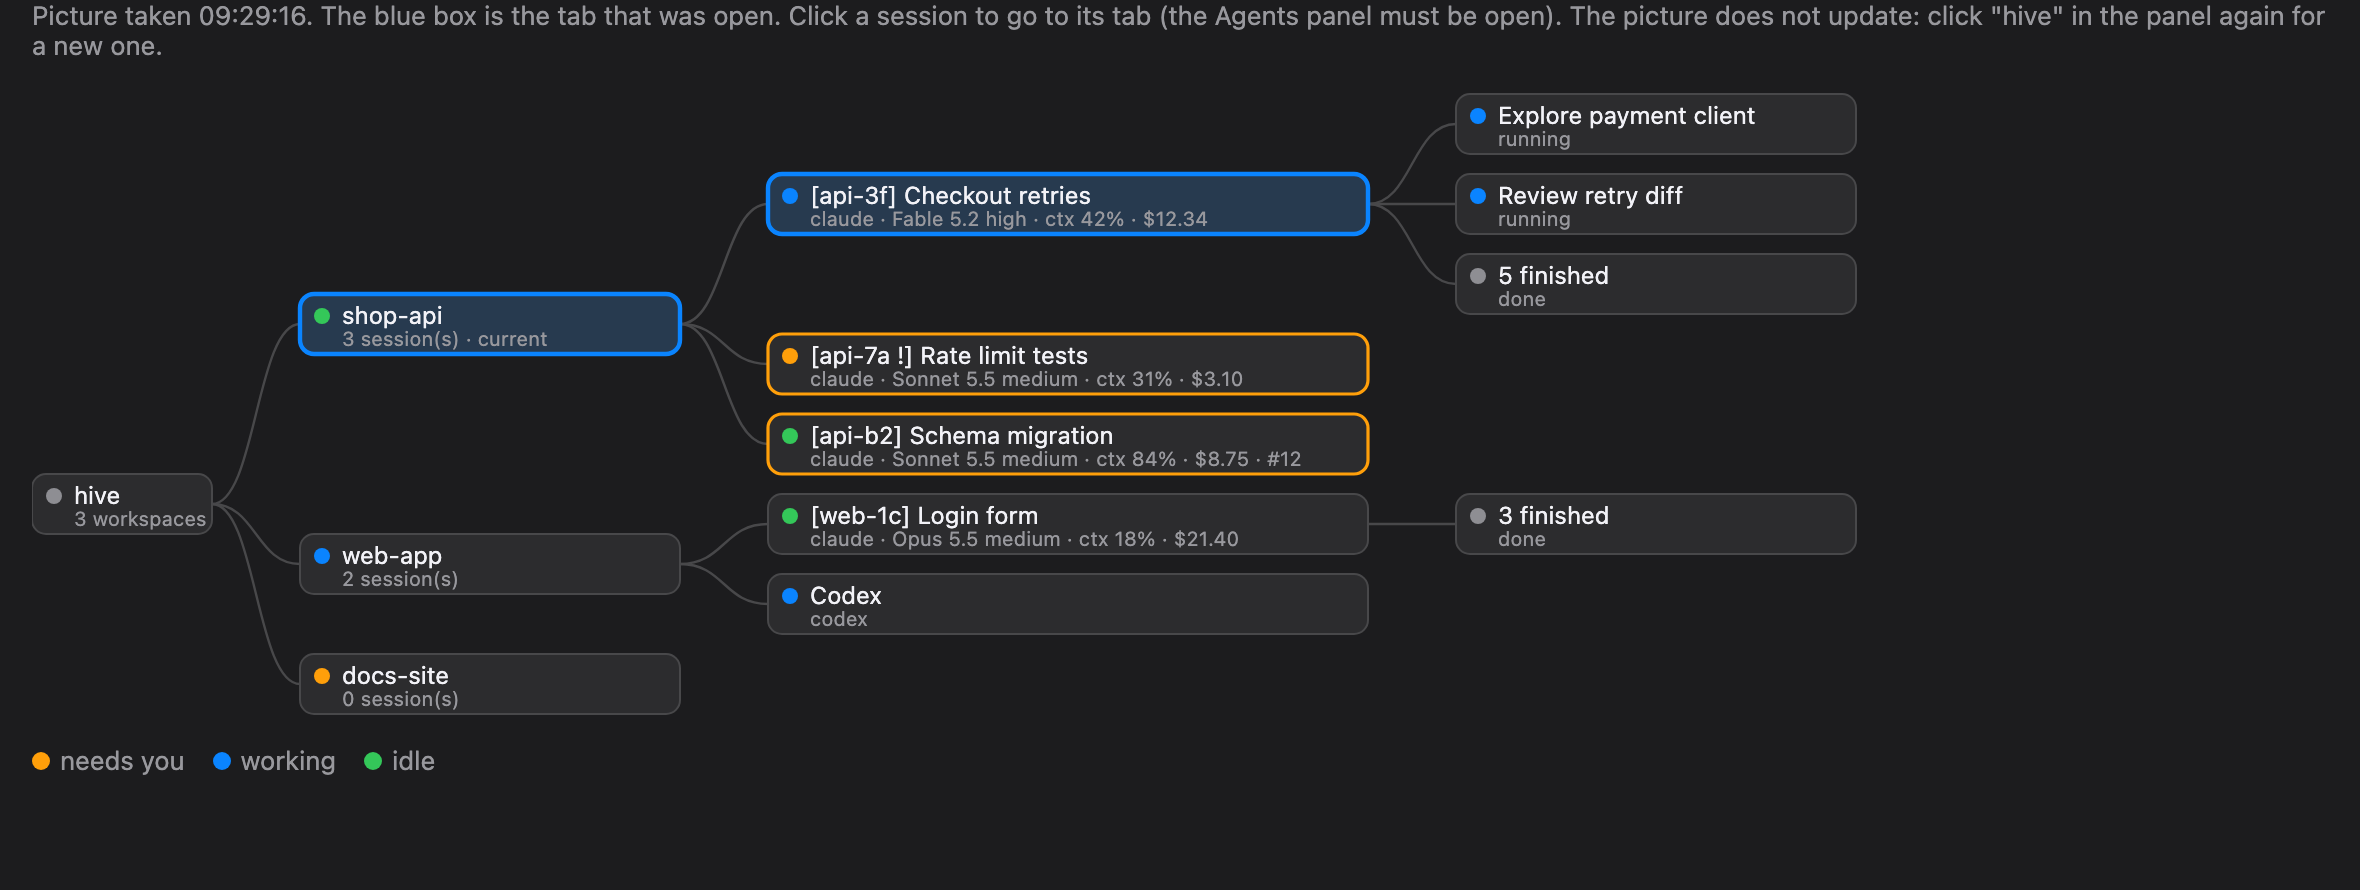 Picture taken 09:29:16. The blue box is the tab that was open. Click a session to go to its tab (the Agents panel must be open). The picture does not update: click "hive" in the panel again for
a new one.
Explore payment client
running
[api-3f] Checkout retries
claude · Fable 5.2 high · ctx 42% · $12.34
Review retry diff
running
5 finished
done
shop-api
3 session(s) · current
[api-7a !] Rate limit tests
claude · Sonnet 5.5 medium · ctx 31% · $3.10
[api-b2] Schema migration
claude · Sonnet 5.5 medium · ctx 84% · $8.75 · #12
hive
3 workspaces
[web-1c] Login form
claude · Opus 5.5 medium · ctx 18% · $21.40
3 finished
done
web-app
2 session(s)
Codex
codex
docs-site
0 session(s)
needs you
working
idle